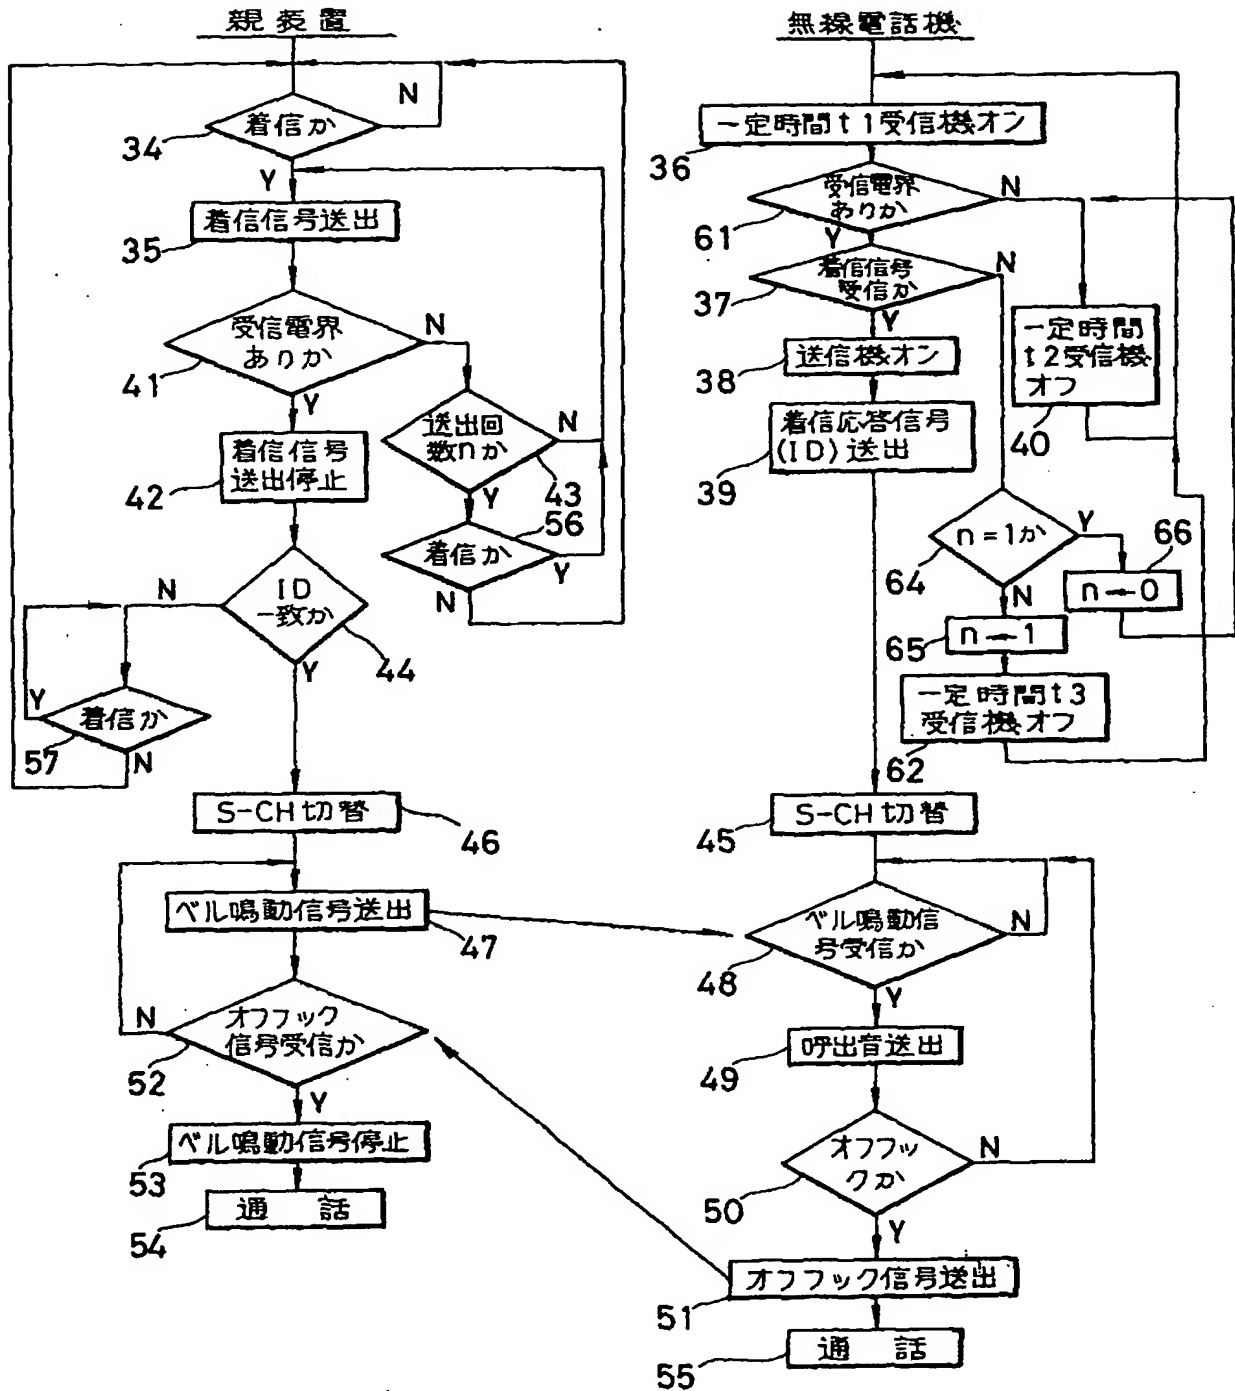 親装置
着信か
N
34
Y
着信信号送出
35
受信電界
ありか
N
41
Y
着信信号
送出停止
42
送出回
数nか
N
43
Y
56
着信か
Y
N
ID
一致か
N
44
Y
着信か
Y
57
N
S-CH切替
46
ベル鳴動信号送出
47
オフフック
信号受信か
N
52
Y
ベル鳴動信号停止
53
通 話
54
無線電話機
一定時間t1受信機オン
36
受信電界
ありか
N
61
Y
着信信号
受信か
N
37
Y
送信機オン
38
着信応答信号
(ID)送出
39
一定時間
t2受信機
オフ
40
n=1か
Y
64
N
66
n←0
n←1
65
一定時間t3
受信機オフ
62
S-CH切替
45
ベル鳴動信
号受信か
N
48
Y
呼出音送出
49
オフフッ
クか
N
50
Y
オフフック信号送出
51
通 話
55